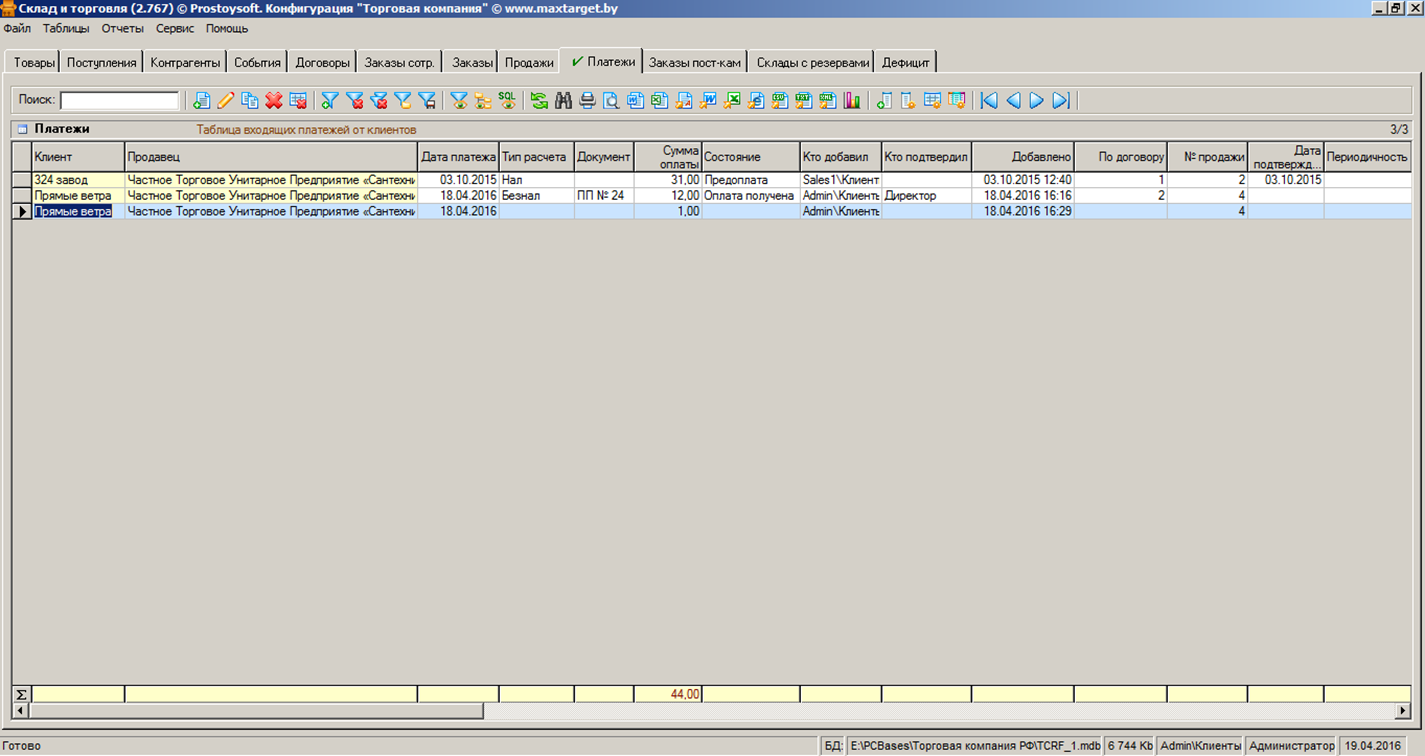 Склад и торговля (2.767) © Prostoysoft. Конфигурация "Торговая компания" © www.maxtarget.by
Файл Таблицы Отчеты Сервис Помощь
Товары Поступления Контрагенты События Договоры Заказы сотр. Заказы Продажи Платежи Заказы пост-кам Склады с резервами Дефицит
Поиск: SQL
Платежи Таблица входящих платежей от клиентов 3/3
Клиент Продавец Дата платежа Тип расчета Документ Сумма оплаты Состояние Кто добавил Кто подтвердил Добавлено По договору № продажи Дата подтвержд... Периодичность
324 завод Частное Торговое Унитарное Предприятие «Сантехни 03.10.2015 Нал 31,00 Предоплата Sales1\Клиент 03.10.2015 12:40 1 2 03.10.2015
Прямые ветра Частное Торговое Унитарное Предприятие «Сантехни 18.04.2016 Безнал ПП № 24 12,00 Оплата получена Admin\Клиенты Директор 18.04.2016 16:16 2 4
Прямые ветра Частное Торговое Унитарное Предприятие «Сантехни 18.04.2016 1,00 Admin\Клиенты 18.04.2016 16:29 4
Σ 44,00
Готово БД: E:\PCBases\Торговая компания РФ\TCRF_1.mdb 6 744 Kb Admin\Клиенты Администратор 19.04.2016